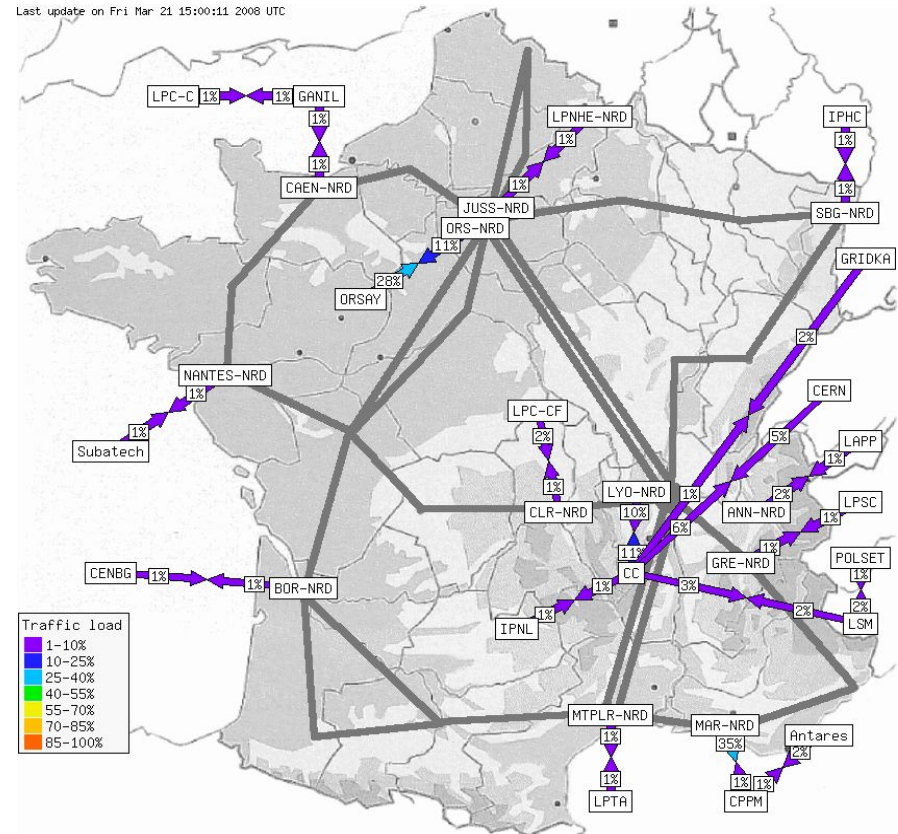 Last update on Fri Mar 21 15:00:11 2008
LPC-C 1% 1% GANIL
LPNHE-NRD
IPHC
1%
1%
1%
1%
1%
1%
CAEN-NRD
1%
JUSS-NRD
SBG-NRD
ORS-NRD
11%
GRIDKA
28%
ORSAY
2%
NANTES-NRD
1%
CERN
LPC-CF
1%
5%
2%
LAPP
Subatech
1%
1%
LYO-NRD
1%
2%
LPSC
10%
CLR-NRD
ANN-NRD
1%
6%
11%
1%
POLSET
CC
GRE-NRD
CENBG
1%
1%
BOR-NRD
1%
3%
1%
2%
2%
1%
IPNL
LSM
Traffic load
1-10%
10-25%
25-40%
40-55%
55-70%
70-85%
85-100%
MTPLR-NRD
MAR-NRD
Antares
1%
35%
2%
1%
1%
1%
LPTA
CPPM